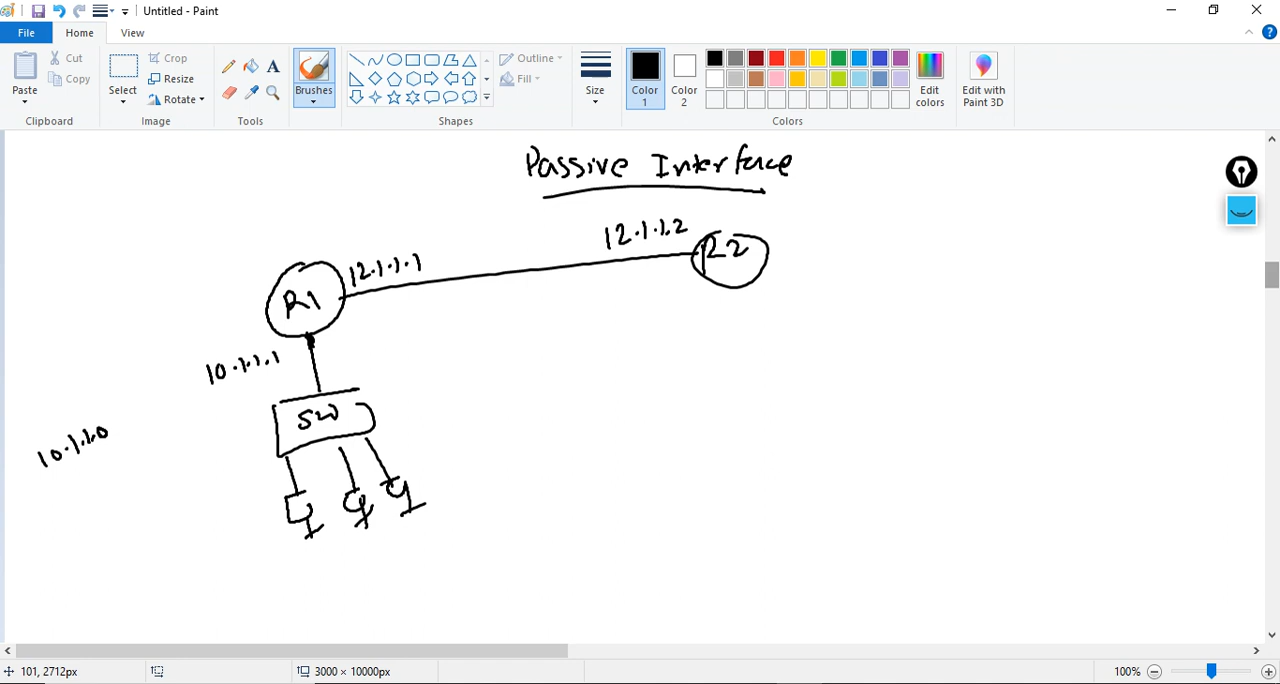 Untitled - Paint
File
Home
View
Paste
Cut
Copy
Clipboard
Select
Crop
Resize
Rotate
Image
A
Tools
Brushes
Outline
Fill
Shapes
Size
Color 1
Color 2
Edit colors
Edit with Paint 3D
Colors
Passive Interface
12.1.1.2
R2
12.1.1.1
R1
10.1.1.1
SW
10.1.1.0
101, 2712px
3000 × 10000px
100%